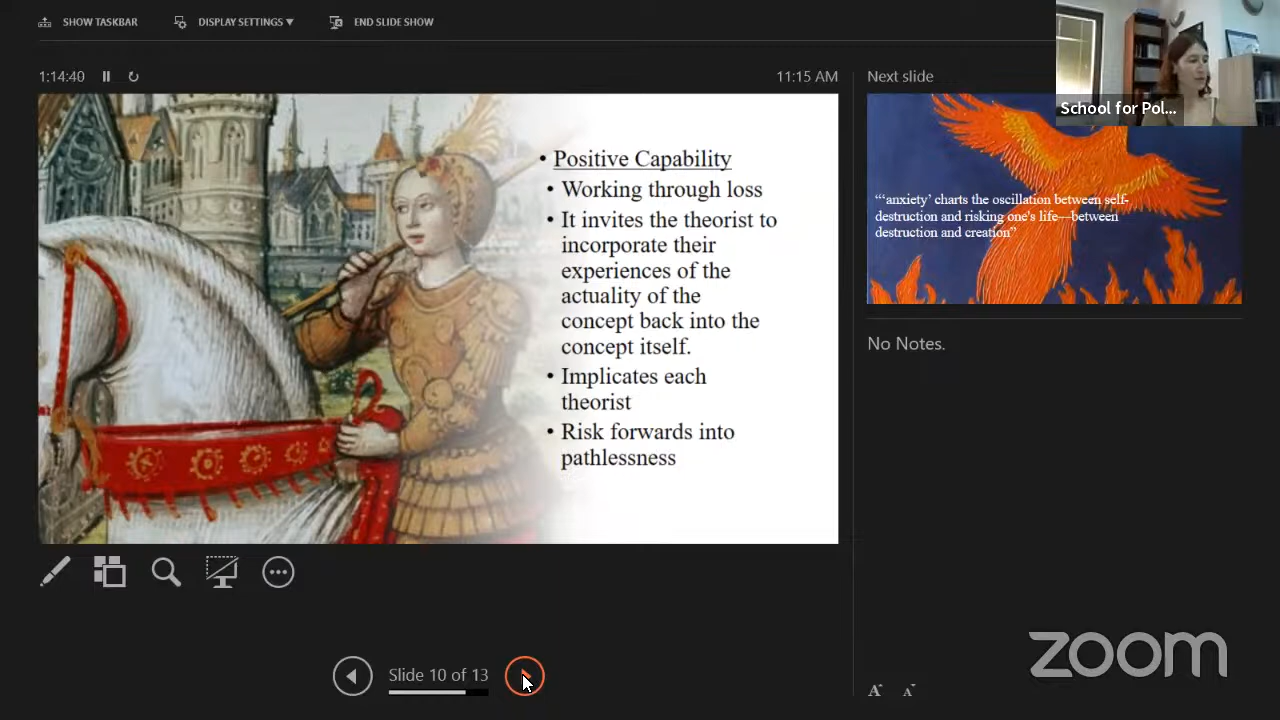 SHOW TASKBAR
DISPLAY SETTINGS ▼
END SLIDE SHOW
1:14:40
11:15 AM
Next slide
School for Pol...
• Positive Capability
• Working through loss
• It invites the theorist to
incorporate their
experiences of the
actuality of the
concept back into the
concept itself.
• Implicates each
theorist
• Risk forwards into
pathlessness
“‘anxiety’ charts the oscillation between self-
destruction and risking one's life—between
destruction and creation”
No Notes.
Slide 10 of 13
A A
zoom